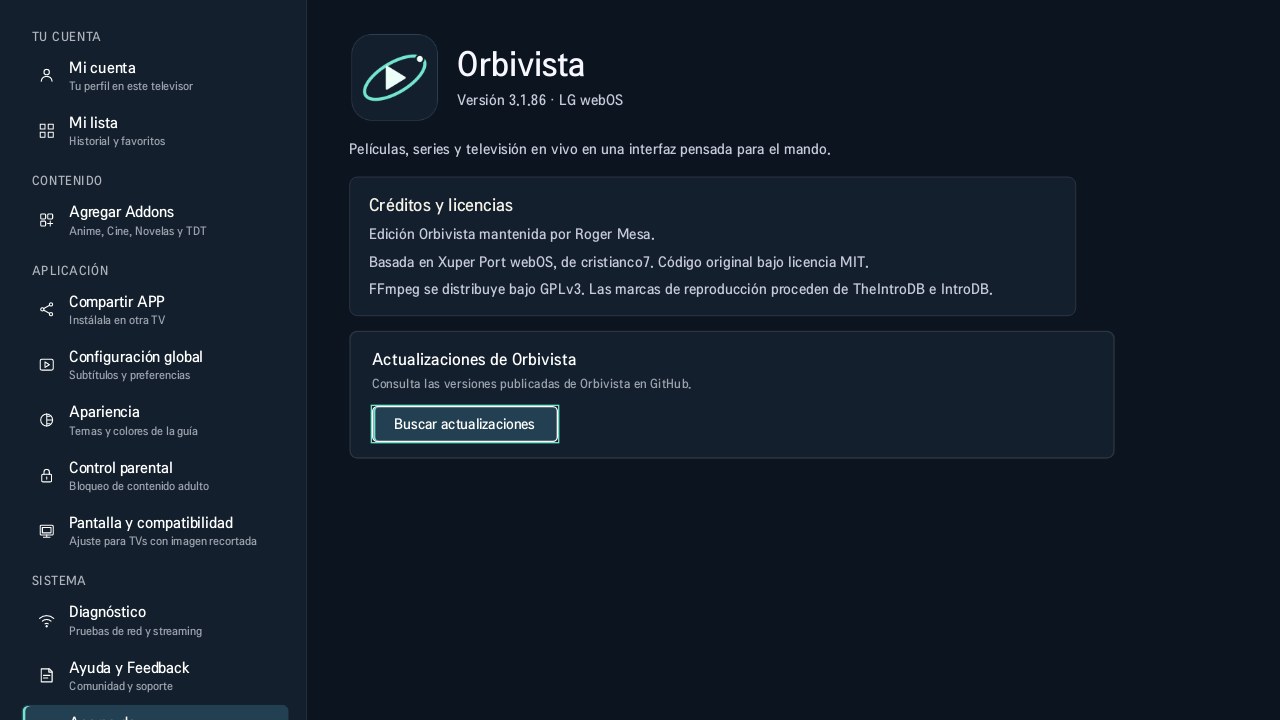 TU CUENTA
Mi cuenta
Tu perfil en este televisor
Mi lista
Historial y favoritos
CONTENIDO
Agregar Addons
Anime, Cine, Novelas y TDT
APLICACIÓN
Compartir APP
Instálala en otra TV
Configuración global
Subtítulos y preferencias
Apariencia
Temas y colores de la guía
Control parental
Bloqueo de contenido adulto
Pantalla y compatibilidad
Ajuste para TVs con imagen recortada
SISTEMA
Diagnóstico
Pruebas de red y streaming
Ayuda y Feedback
Comunidad y soporte
Orbivista
Versión 3.1.86 · LG webOS
Películas, series y televisión en vivo en una interfaz pensada para el mando.
Créditos y licencias
Edición Orbivista mantenida por Roger Mesa.
Basada en Xuper Port webOS, de cristianco7. Código original bajo licencia MIT.
FFmpeg se distribuye bajo GPLv3. Las marcas de reproducción proceden de TheIntroDB e IntroDB.
Actualizaciones de Orbivista
Consulta las versiones publicadas de Orbivista en GitHub.
Buscar actualizaciones